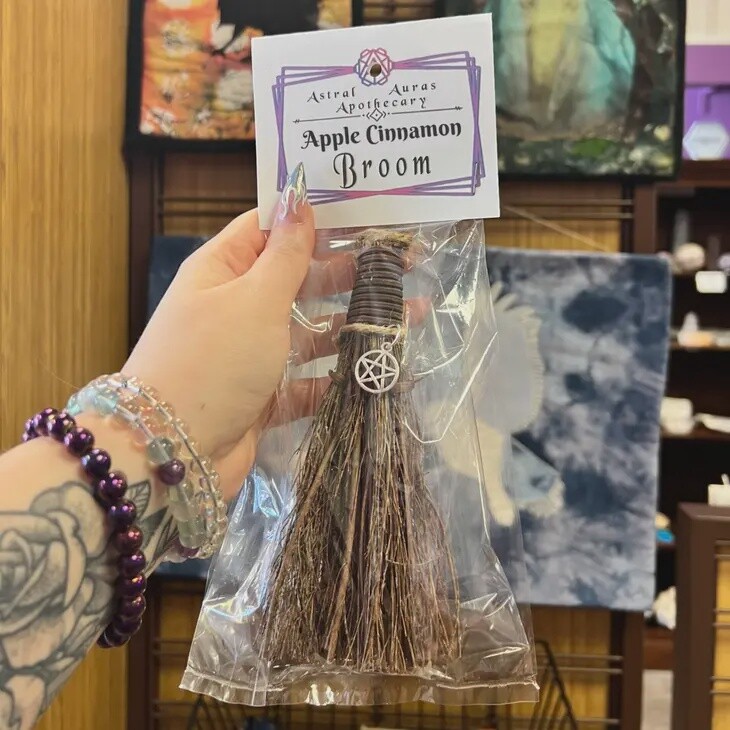 Astral Auras
Apothecary
Apple Cinnamon
Broom